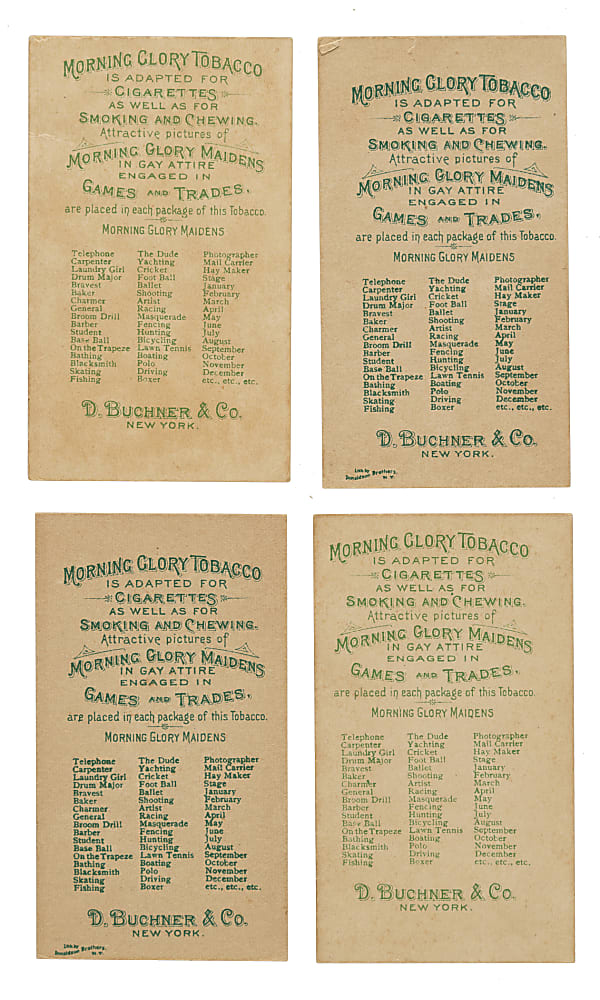 MORNING GLORY TOBACCO
IS ADAPTED FOR
CIGARETTES
AS WELL AS FOR
SMOKING AND CHEWING.
Attractive pictures of
MORNING GLORY MAIDENS
IN GAY ATTIRE
ENGAGED IN
GAMES AND TRADES,
are placed in each package of this Tobacco.
MORNING GLORY MAIDENS
Telephone The Dude Photographer
Carpenter Yachting Mail Carrier
Laundry Girl Cricket Hay Maker
Drum Major Foot Ball Stage
Bravest Ballet January
Baker Shooting February
Charmer Artist March
General Racing April
Broom Drill Masquerade May
Barber Fencing June
Student Hunting July
Base Ball Bicycling August
On the Trapeze Lawn Tennis September
Bathing Boating October
Blacksmith Polo November
Skating Driving December
Fishing Boxer etc., etc., etc.
D. BUCHNER & CO.
NEW YORK.
MORNING GLORY TOBACCO
IS ADAPTED FOR
CIGARETTES
AS WELL AS FOR
SMOKING AND CHEWING.
Attractive pictures of
MORNING GLORY MAIDENS
IN GAY ATTIRE
ENGAGED IN
GAMES AND TRADES,
are placed in each package of this Tobacco.
MORNING GLORY MAIDENS
Telephone The Dude Photographer
Carpenter Yachting Mail Carrier
Laundry Girl Cricket Hay Maker
Drum Major Foot Ball Stage
Bravest Ballet January
Baker Shooting February
Charmer Artist March
General Racing April
Broom Drill Masquerade May
Barber Fencing June
Student Hunting July
Base Ball Bicycling August
On the Trapeze Lawn Tennis September
Bathing Boating October
Blacksmith Polo November
Skating Driving December
Fishing Boxer etc., etc., etc.
D. BUCHNER & CO.
NEW YORK.
Lith. by
Donaldson Brothers.
N.Y.
MORNING GLORY TOBACCO
IS ADAPTED FOR
CIGARETTES
AS WELL AS FOR
SMOKING AND CHEWING.
Attractive pictures of
MORNING GLORY MAIDENS
IN GAY ATTIRE
ENGAGED IN
GAMES AND TRADES,
are placed in each package of this Tobacco.
MORNING GLORY MAIDENS
Telephone The Dude Photographer
Carpenter Yachting Mail Carrier
Laundry Girl Cricket Hay Maker
Drum Major Foot Ball Stage
Bravest Ballet January
Baker Shooting February
Charmer Artist March
General Racing April
Broom Drill Masquerade May
Barber Fencing June
Student Hunting July
Base Ball Bicycling August
On the Trapeze Lawn Tennis September
Bathing Boating October
Blacksmith Polo November
Skating Driving December
Fishing Boxer etc., etc., etc.
D. BUCHNER & CO.
NEW YORK.
Lith. by
Donaldson Brothers.
N.Y.
MORNING GLORY TOBACCO
IS ADAPTED FOR
CIGARETTES
AS WELL AS FOR
SMOKING AND CHEWING.
Attractive pictures of
MORNING GLORY MAIDENS
IN GAY ATTIRE
ENGAGED IN
GAMES AND TRADES,
are placed in each package of this Tobacco.
MORNING GLORY MAIDENS
Telephone The Dude Photographer
Carpenter Yachting Mail Carrier
Laundry Girl Cricket Hay Maker
Drum Major Foot Ball Stage
Bravest Ballet January
Baker Shooting February
Charmer Artist March
General Racing April
Broom Drill Masquerade May
Barber Fencing June
Student Hunting July
Base Ball Bicycling August
On the Trapeze Lawn Tennis September
Bathing Boating October
Blacksmith Polo November
Skating Driving December
Fishing Boxer etc., etc., etc.
D. BUCHNER & CO.
NEW YORK.